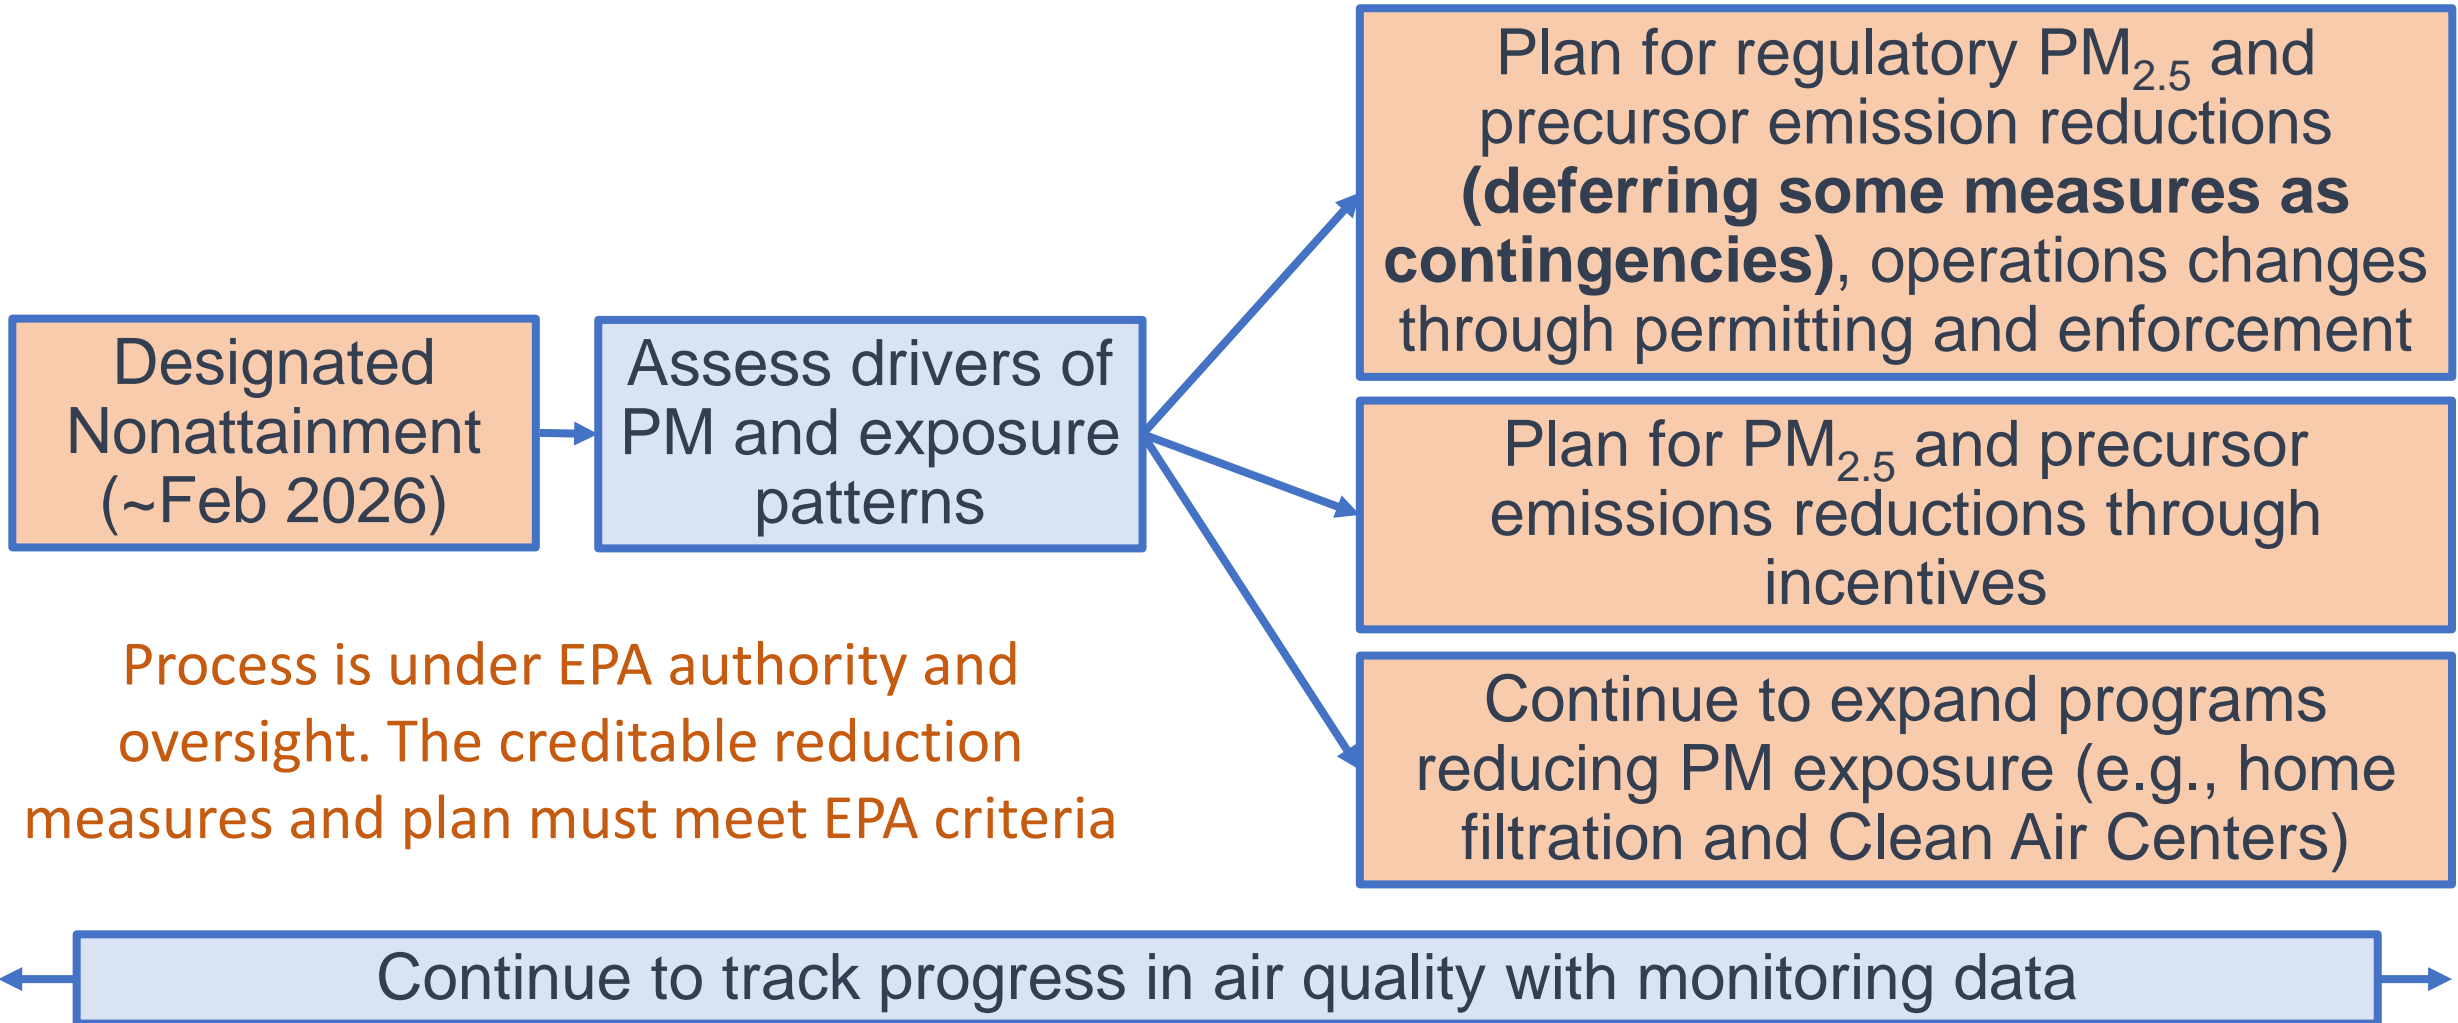 Designated
Nonattainment
(~Feb 2026)
Assess drivers of
PM and exposure
patterns
Plan for regulatory PM2.5 and
precursor emission reductions
(deferring some measures as
contingencies), operations changes
through permitting and enforcement
Plan for PM2.5 and precursor
emissions reductions through
incentives
Continue to expand programs
reducing PM exposure (e.g., home
filtration and Clean Air Centers)
Process is under EPA authority and
oversight. The creditable reduction
measures and plan must meet EPA criteria
Continue to track progress in air quality with monitoring data